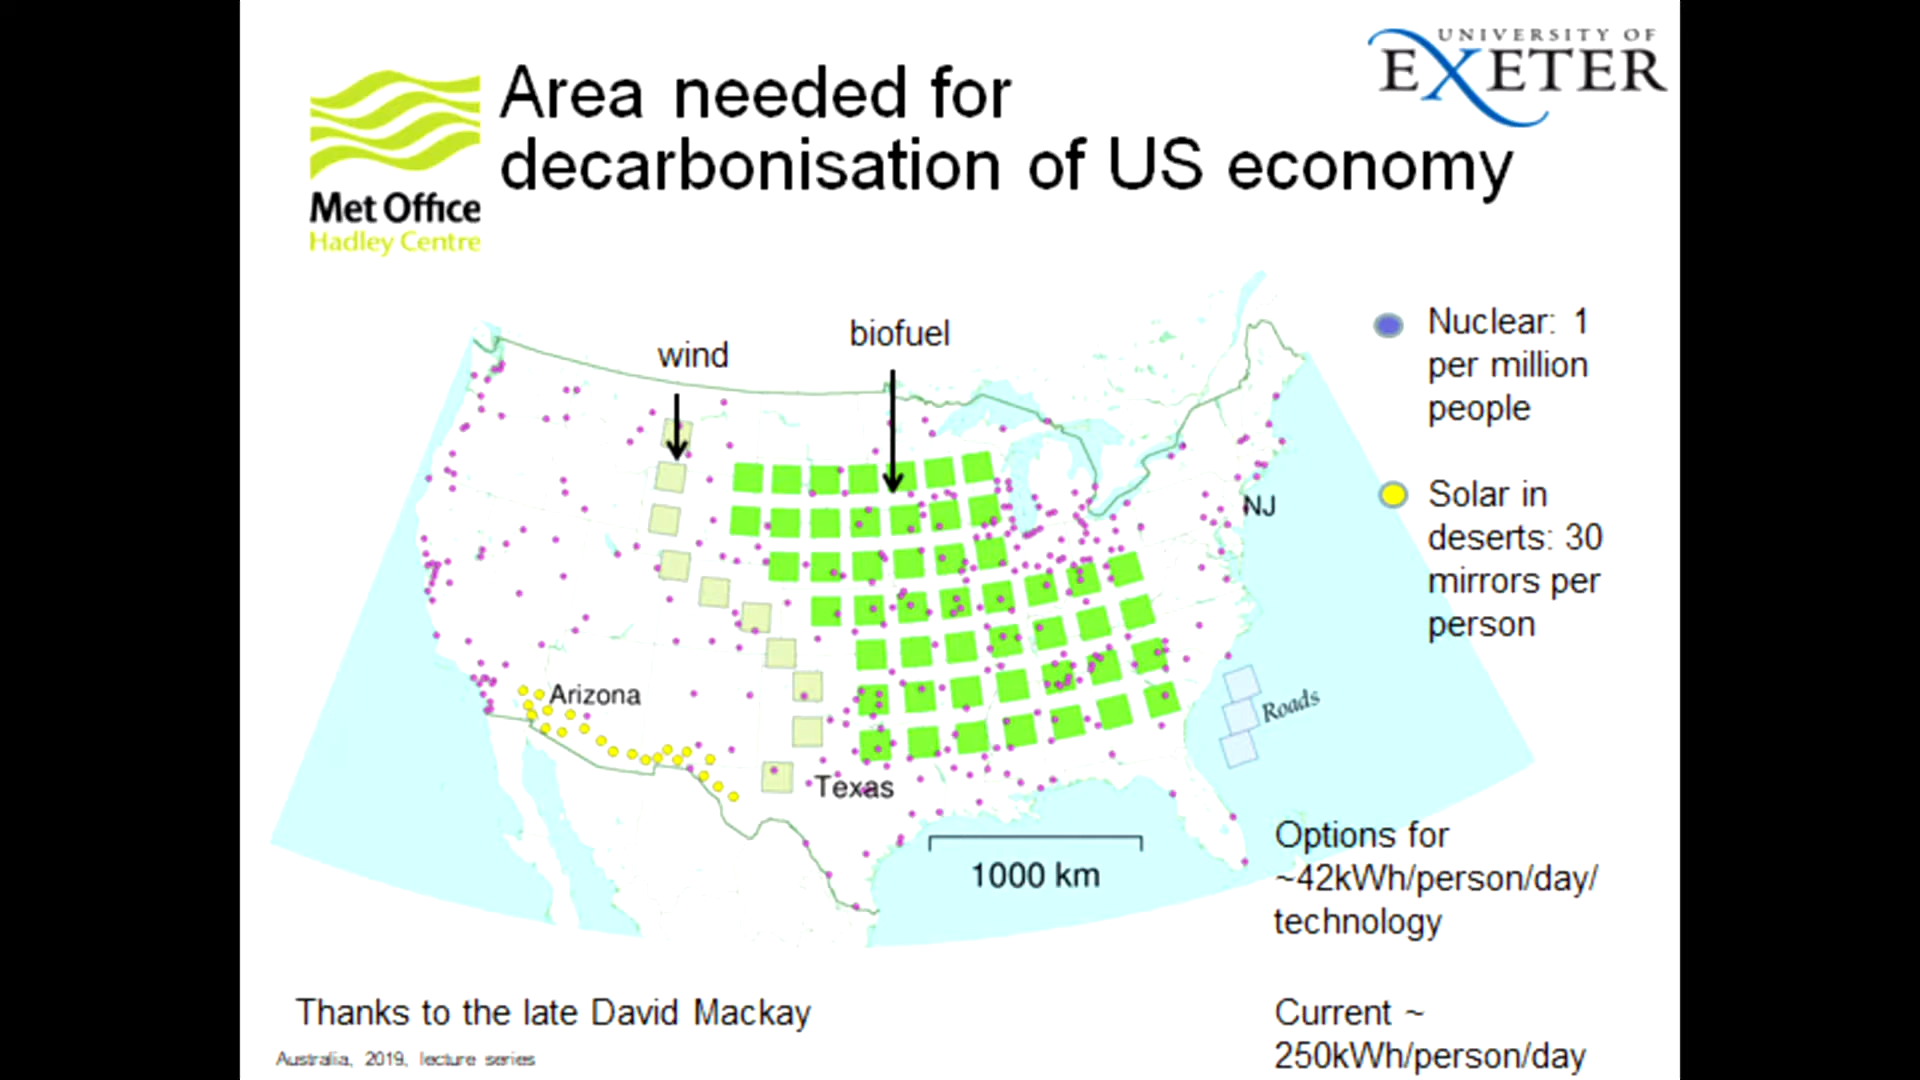 UNIVERSITY OF
EXETER
Met Office
Hadley Centre
Area needed for
decarbonisation of US economy
wind
biofuel
Nuclear: 1
per million
people
Solar in
deserts: 30
mirrors per
person
NJ
Arizona
Roads
Texas
1000 km
Options for
~42kWh/person/day/
technology
Thanks to the late David Mackay
Current ~
250kWh/person/day
Australia, 2019, lecture series